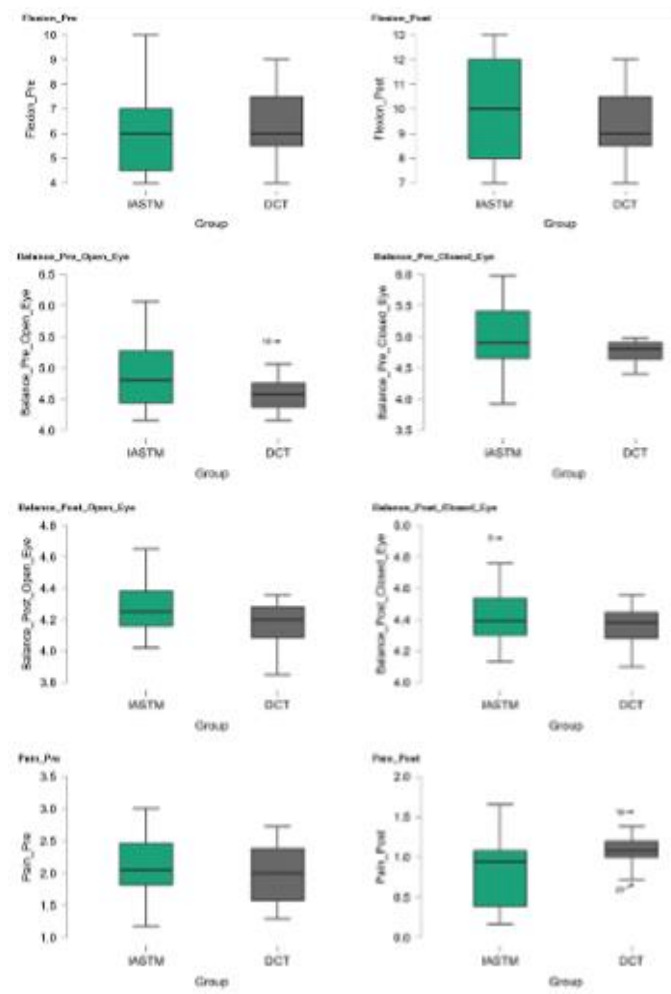 Flexion_Pre
Flexion_Pre
10
9
8
7
6
5
4
IASTM
DCT
Group
Flexion_Post
Flexion_Post
13
12
11
10
9
8
7
IASTM
DCT
Group
Balance_Pre_Open_Eye
Balance_Pre_Open_Eye
6.5
6.0
5.5
5.0
4.5
4.0
IASTM
DCT
Group
Balance_Pre_Closed_Eye
Balance_Pre_Closed_Eye
6.0
5.5
5.0
4.5
4.0
3.5
IASTM
DCT
Group
Balance_Post_Open_Eye
Balance_Post_Open_Eye
4.8
4.6
4.4
4.2
4.0
3.8
IASTM
DCT
Group
Balance_Post_Closed_Eye
Balance_Post_Closed_Eye
5.0
4.8
4.6
4.4
4.2
4.0
IASTM
DCT
Group
Pain_Pre
Pain_Pre
3.5
3.0
2.5
2.0
1.5
1.0
IASTM
DCT
Group
Pain_Post
Pain_Post
2.0
1.5
1.0
0.5
0.0
IASTM
DCT
Group